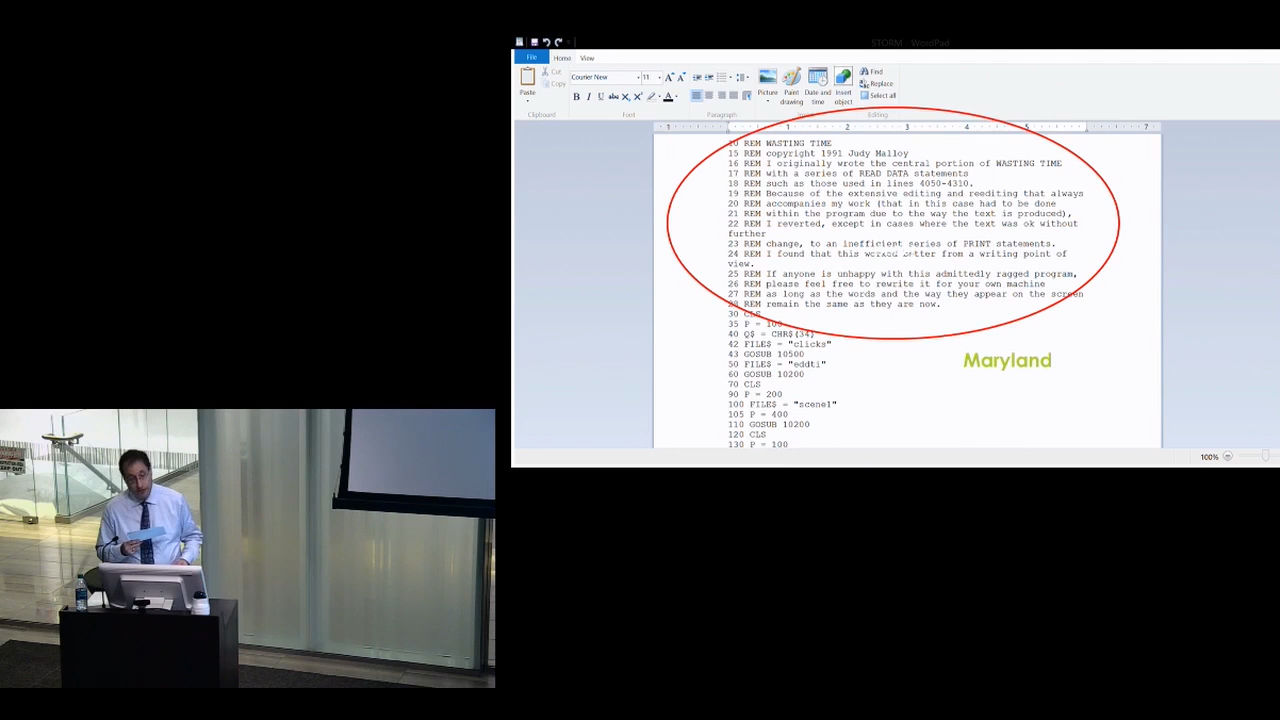 STORM - WordPad
File Home View
Cut
Copy
Paste
Clipboard
Courier New 11
Font
Paragraph
Picture
Paint drawing
Date and time
Insert object
Find
Replace
Select all
Editing
1 1 2 3 4 5 7
10 REM WASTING TIME
15 REM copyright 1991 Judy Malloy
16 REM I originally wrote the central portion of WASTING TIME
17 REM with a series of READ DATA statements
18 REM such as those used in lines 4050-4310.
19 REM Because of the extensive editing and reediting that always
20 REM accompanies my work (that in this case had to be done
21 REM within the program due to the way the text is produced),
22 REM I reverted, except in cases where the text was ok without
further
23 REM change, to an inefficient series of PRINT statements.
24 REM I found that this worked better from a writing point of
view.
25 REM If anyone is unhappy with this admittedly ragged program,
26 REM please feel free to rewrite it for your own machine
27 REM as long as the words and the way they appear on the screen
28 REM remain the same as they are now.
30 CLS
35 P = 100
40 Q$ = CHR$(34)
42 FILE$ = "clicks"
43 GOSUB 10500
50 FILE$ = "eddti"
60 GOSUB 10200
70 CLS
90 P = 200
100 FILE$ = "scene1"
105 P = 400
110 GOSUB 10200
120 CLS
130 P = 100
Maryland
100%